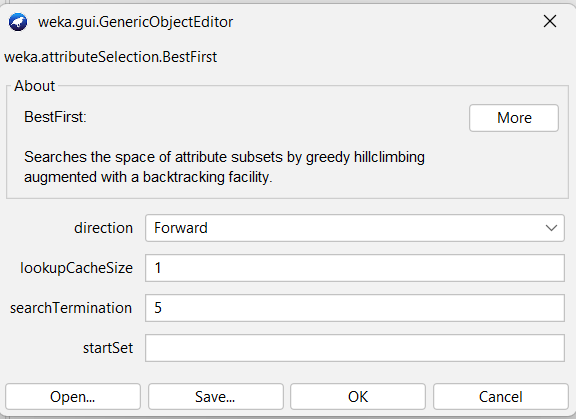 weka.gui.GenericObjectEditor
weka.attributeSelection.BestFirst
About
BestFirst:
More
Searches the space of attribute subsets by greedy hillclimbing
augmented with a backtracking facility.
direction Forward
lookupCacheSize 1
searchTermination 5
startSet
Open... Save... OK Cancel